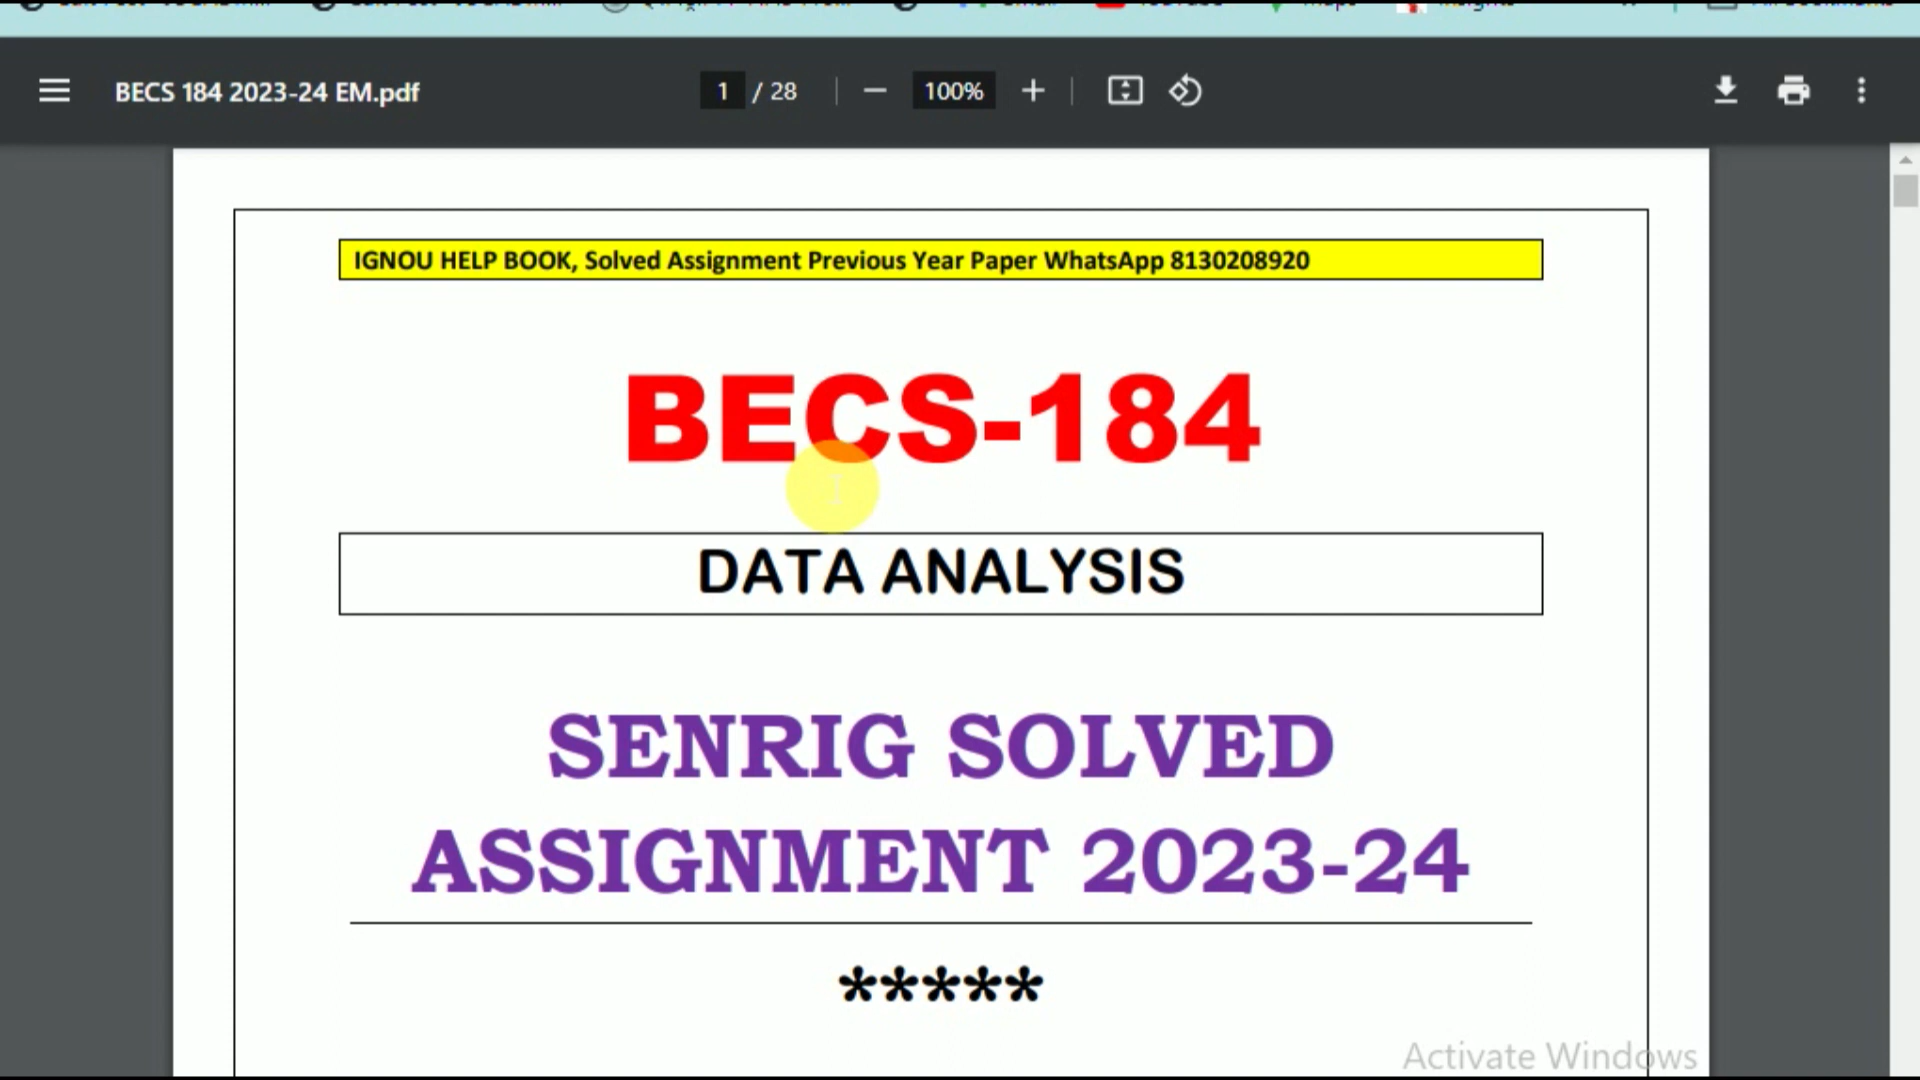 BECS 184 2023-24 EM.pdf
1 / 28
100%
IGNOU HELP BOOK, Solved Assignment Previous Year Paper WhatsApp 8130208920
BECS-184
DATA ANALYSIS
SENRIG SOLVED
ASSIGNMENT 2023-24
*****
Activate Windows